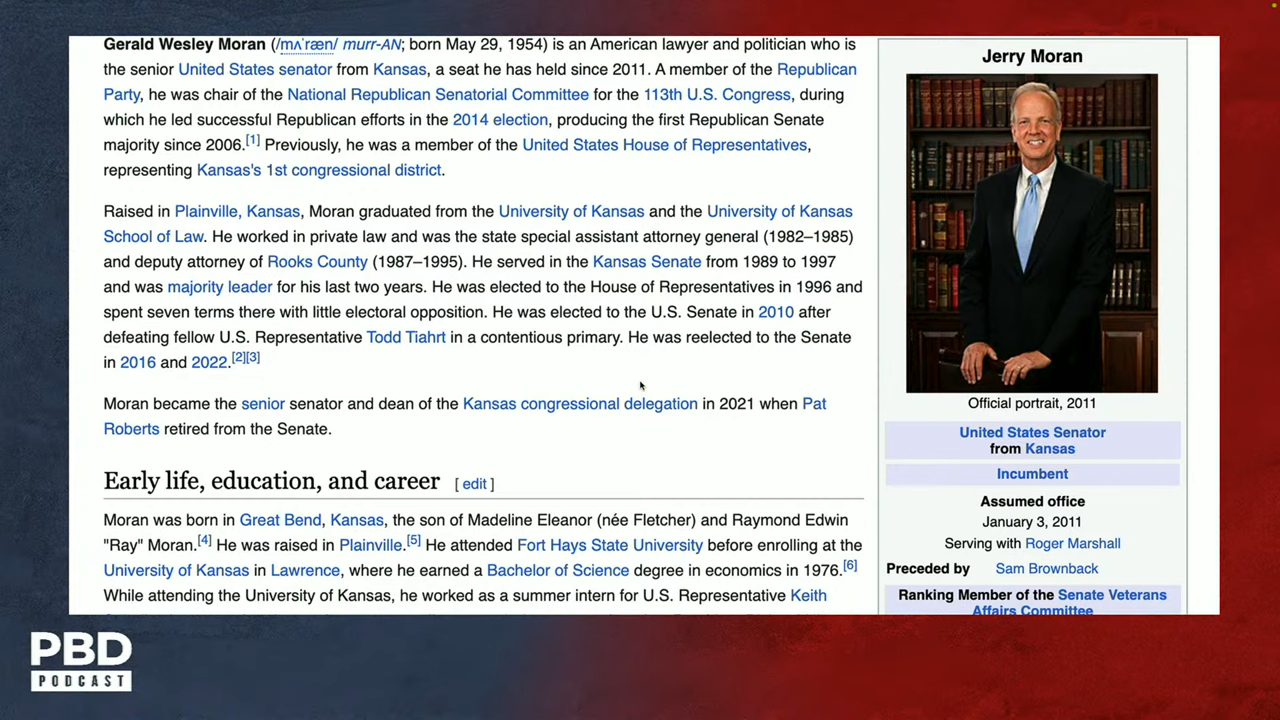 Gerald Wesley Moran (/mʌˈræn/ murr-AN; born May 29, 1954) is an American lawyer and politician who is
the senior United States senator from Kansas, a seat he has held since 2011. A member of the Republican
Party, he was chair of the National Republican Senatorial Committee for the 113th U.S. Congress, during
which he led successful Republican efforts in the 2014 election, producing the first Republican Senate
majority since 2006.[1] Previously, he was a member of the United States House of Representatives,
representing Kansas's 1st congressional district.
Raised in Plainville, Kansas, Moran graduated from the University of Kansas and the University of Kansas
School of Law. He worked in private law and was the state special assistant attorney general (1982–1985)
and deputy attorney of Rooks County (1987–1995). He served in the Kansas Senate from 1989 to 1997
and was majority leader for his last two years. He was elected to the House of Representatives in 1996 and
spent seven terms there with little electoral opposition. He was elected to the U.S. Senate in 2010 after
defeating fellow U.S. Representative Todd Tiahrt in a contentious primary. He was reelected to the Senate
in 2016 and 2022.[2][3]
Moran became the senior senator and dean of the Kansas congressional delegation in 2021 when Pat
Roberts retired from the Senate.
Early life, education, and career [ edit ]
Moran was born in Great Bend, Kansas, the son of Madeline Eleanor (née Fletcher) and Raymond Edwin
"Ray" Moran.[4] He was raised in Plainville.[5] He attended Fort Hays State University before enrolling at the
University of Kansas in Lawrence, where he earned a Bachelor of Science degree in economics in 1976.[6]
While attending the University of Kansas, he worked as a summer intern for U.S. Representative Keith
Jerry Moran
Official portrait, 2011
United States Senator
from Kansas
Incumbent
Assumed office
January 3, 2011
Serving with Roger Marshall
Preceded by Sam Brownback
Ranking Member of the Senate Veterans
Affairs Committee
PBD
PODCAST